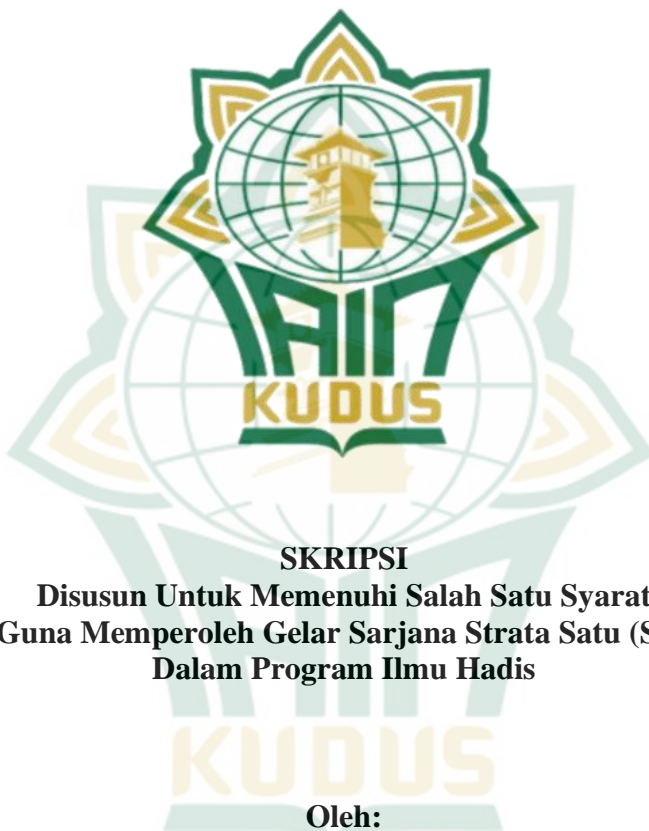 IAIN
KUDUS
SKRIPSI
Disusun Untuk Memenuhi Salah Satu Syarat
Guna Memperoleh Gelar Sarjana Strata Satu (S
Dalam Program Ilmu Hadis
KUDUS
Oleh: